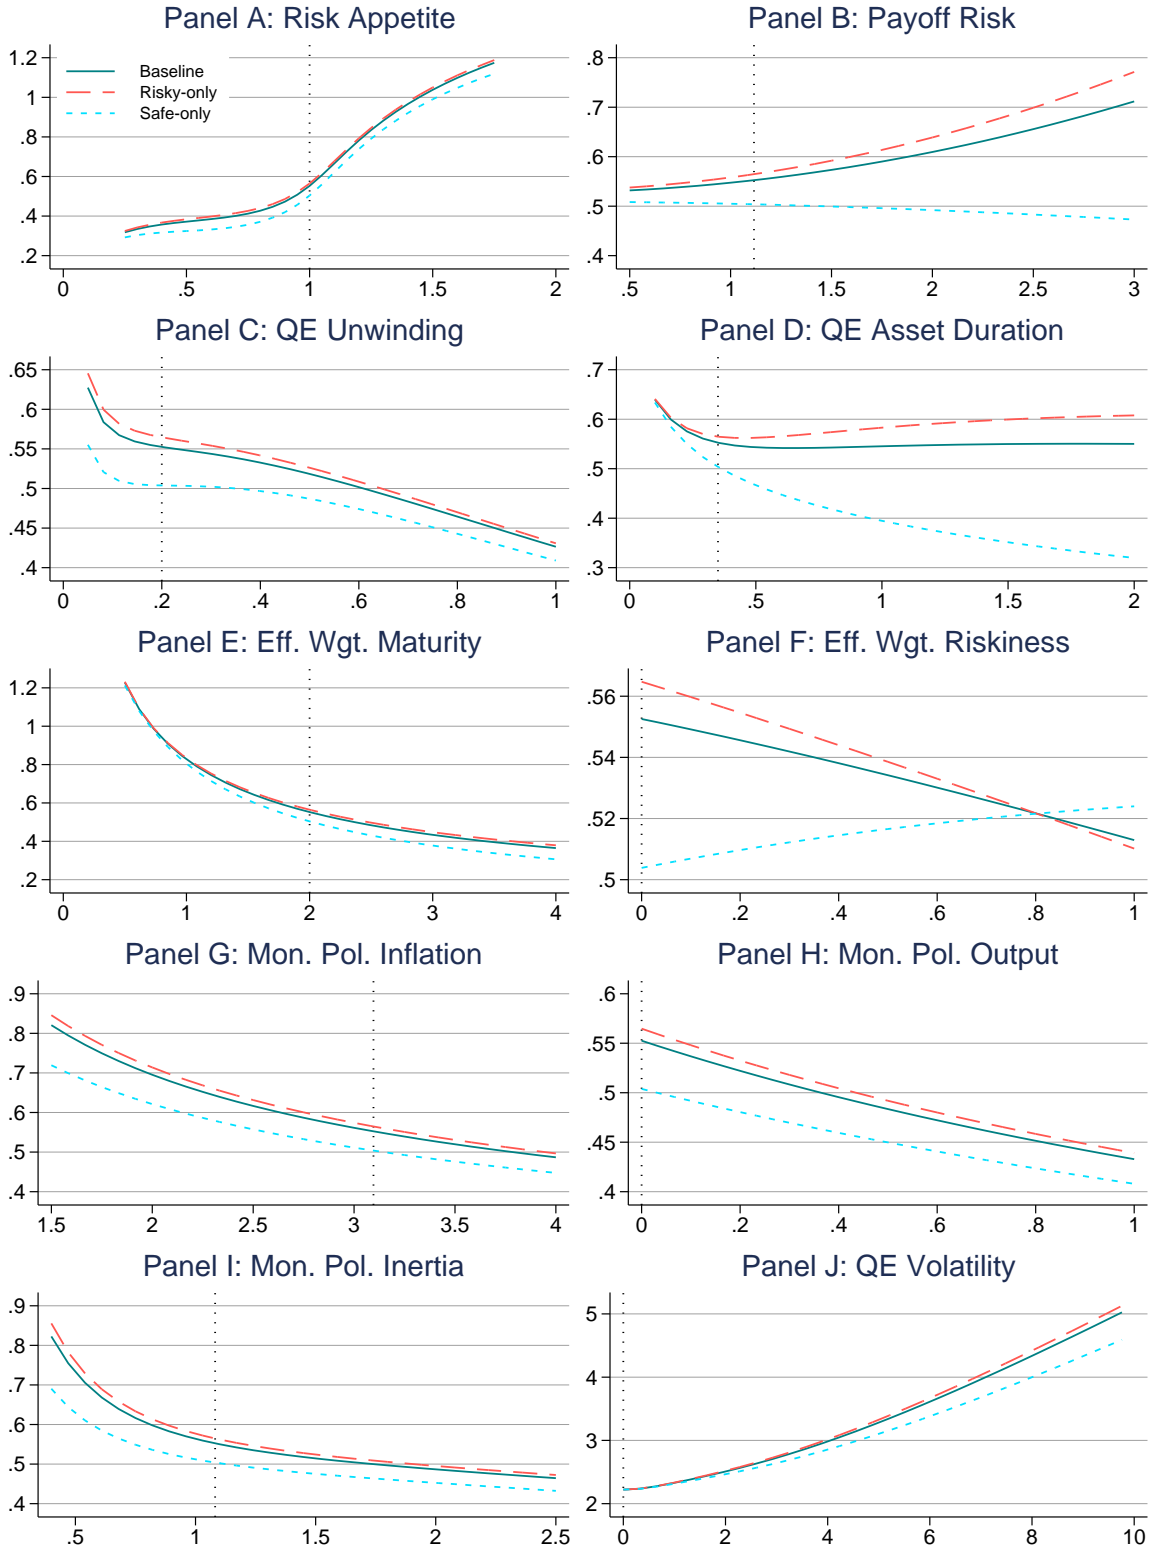 Panel A: Risk Appetite
1.2
1
.8
.6
.4
.2
Baseline
Risky-only
Safe-only
0 .5 1 1.5 2
Panel B: Payoff Risk
.8
.7
.6
.5
.4
.5 1 1.5 2 2.5 3
Panel C: QE Unwinding
.65
.6
.55
.5
.45
.4
0 .2 .4 .6 .8 1
Panel D: QE Asset Duration
.7
.6
.5
.4
.3
0 .5 1 1.5 2
Panel E: Eff. Wgt. Maturity
1.2
1
.8
.6
.4
.2
0 1 2 3 4
Panel F: Eff. Wgt. Riskiness
.56
.54
.52
.5
0 .2 .4 .6 .8 1
Panel G: Mon. Pol. Inflation
.9
.8
.7
.6
.5
.4
1.5 2 2.5 3 3.5 4
Panel H: Mon. Pol. Output
.6
.55
.5
.45
.4
0 .2 .4 .6 .8 1
Panel I: Mon. Pol. Inertia
.9
.8
.7
.6
.5
.4
.5 1 1.5 2 2.5
Panel J: QE Volatility
5
4
3
2
0 2 4 6 8 10